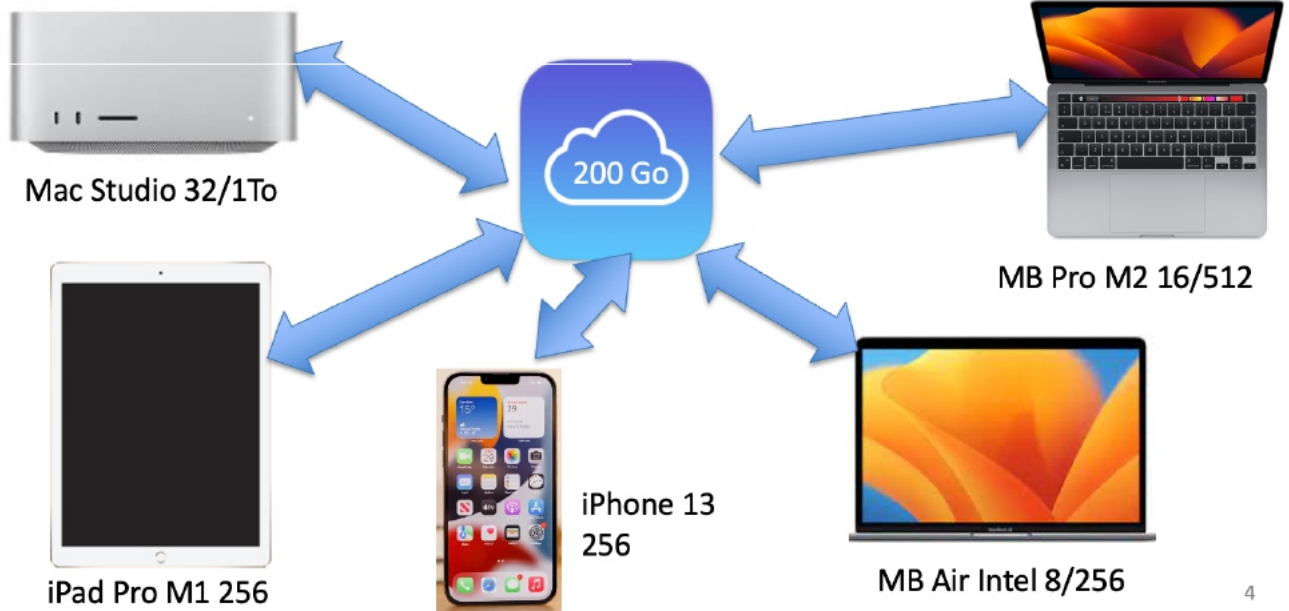 200 Go
Mac Studio 32/1To
MB Pro M2 16/512
iPhone 13
256
iPad Pro M1 256
MB Air Intel 8/256
4